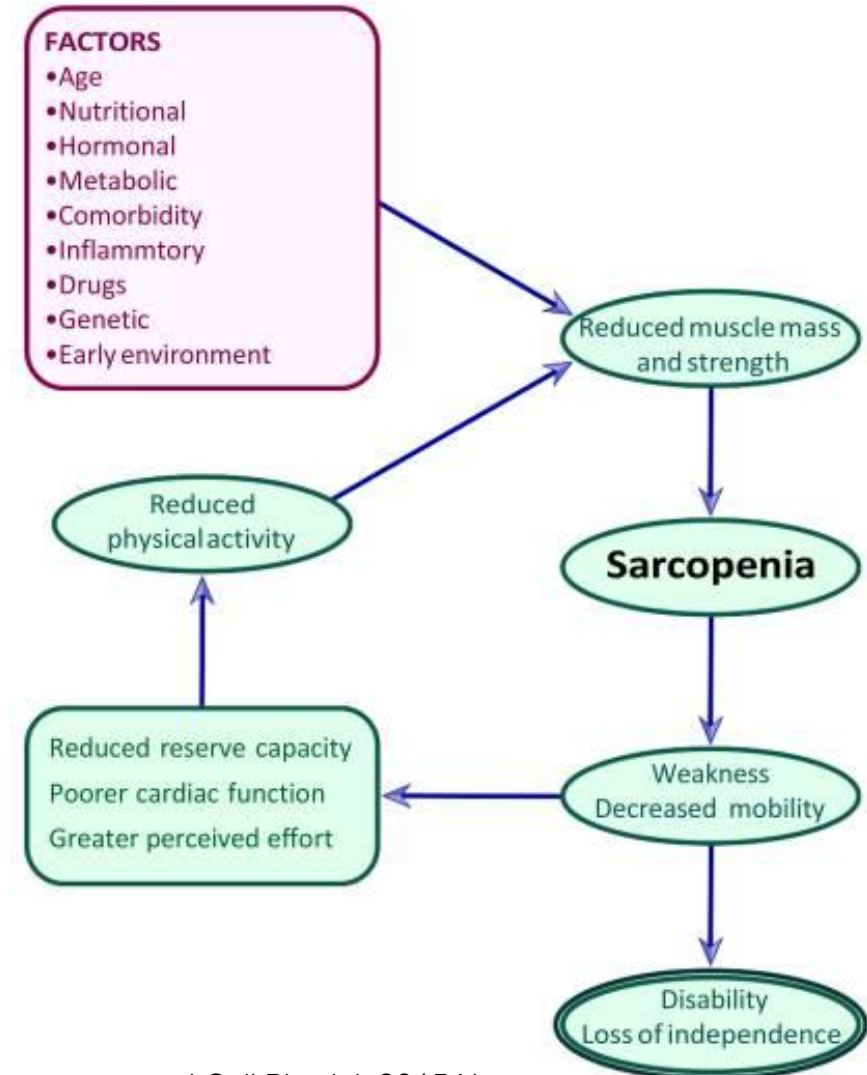 FACTORS
•Age
•Nutritional
•Hormonal
•Metabolic
•Comorbidity
•Inflammtory
•Drugs
•Genetic
•Early environment
Reduced muscle mass
and strength
Reduced
physical activity
Sarcopenia
Reduced reserve capacity
Poorer cardiac function
Greater perceived effort
Weakness
Decreased mobility
Disability
Loss of independence